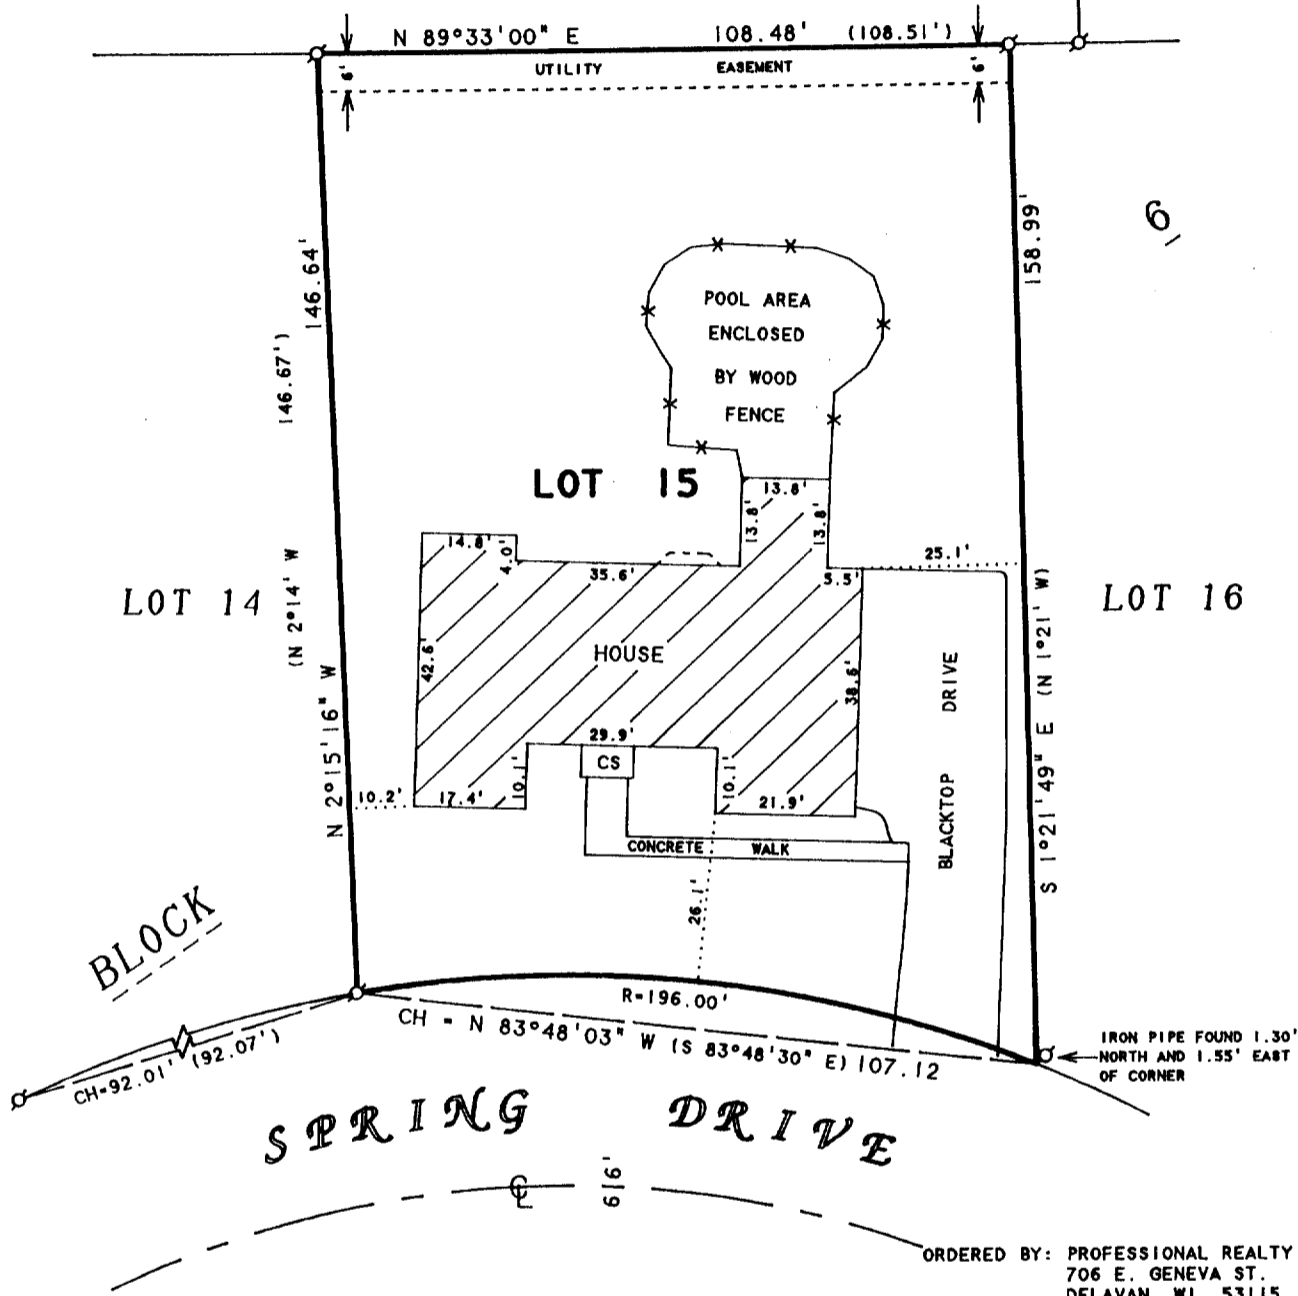 N 89°33'00" E 108.48' (108.51')
6' UTILITY EASEMENT 6'
146.64'
(146.67')
158.99'
6
POOL AREA
ENCLOSED
BY WOOD
FENCE
LOT 15
13.8'
13.8' 13.8'
14.8' 4.0' 35.6' 5.5' 25.1'
LOT 14
(N 2°14' W)
N 2°15'16" W
LOT 16
S 1°21'49" E (N 1°21' W)
42.6' HOUSE 38.6'
BLACKTOP DRIVE
29.9'
CS
10.2' 17.4' 10.1' 10.1' 21.9'
CONCRETE WALK
26.1'
BLOCK
R=196.00'
CH = N 83°48'03" W (S 83°48'30" E) 107.12
CH=92.01' (92.07')
IRON PIPE FOUND 1.30'
NORTH AND 1.55' EAST
OF CORNER
SPRING DRIVE
CL 66'
ORDERED BY: PROFESSIONAL REALTY
706 E. GENEVA ST.
DELAVAN, WI. 53115